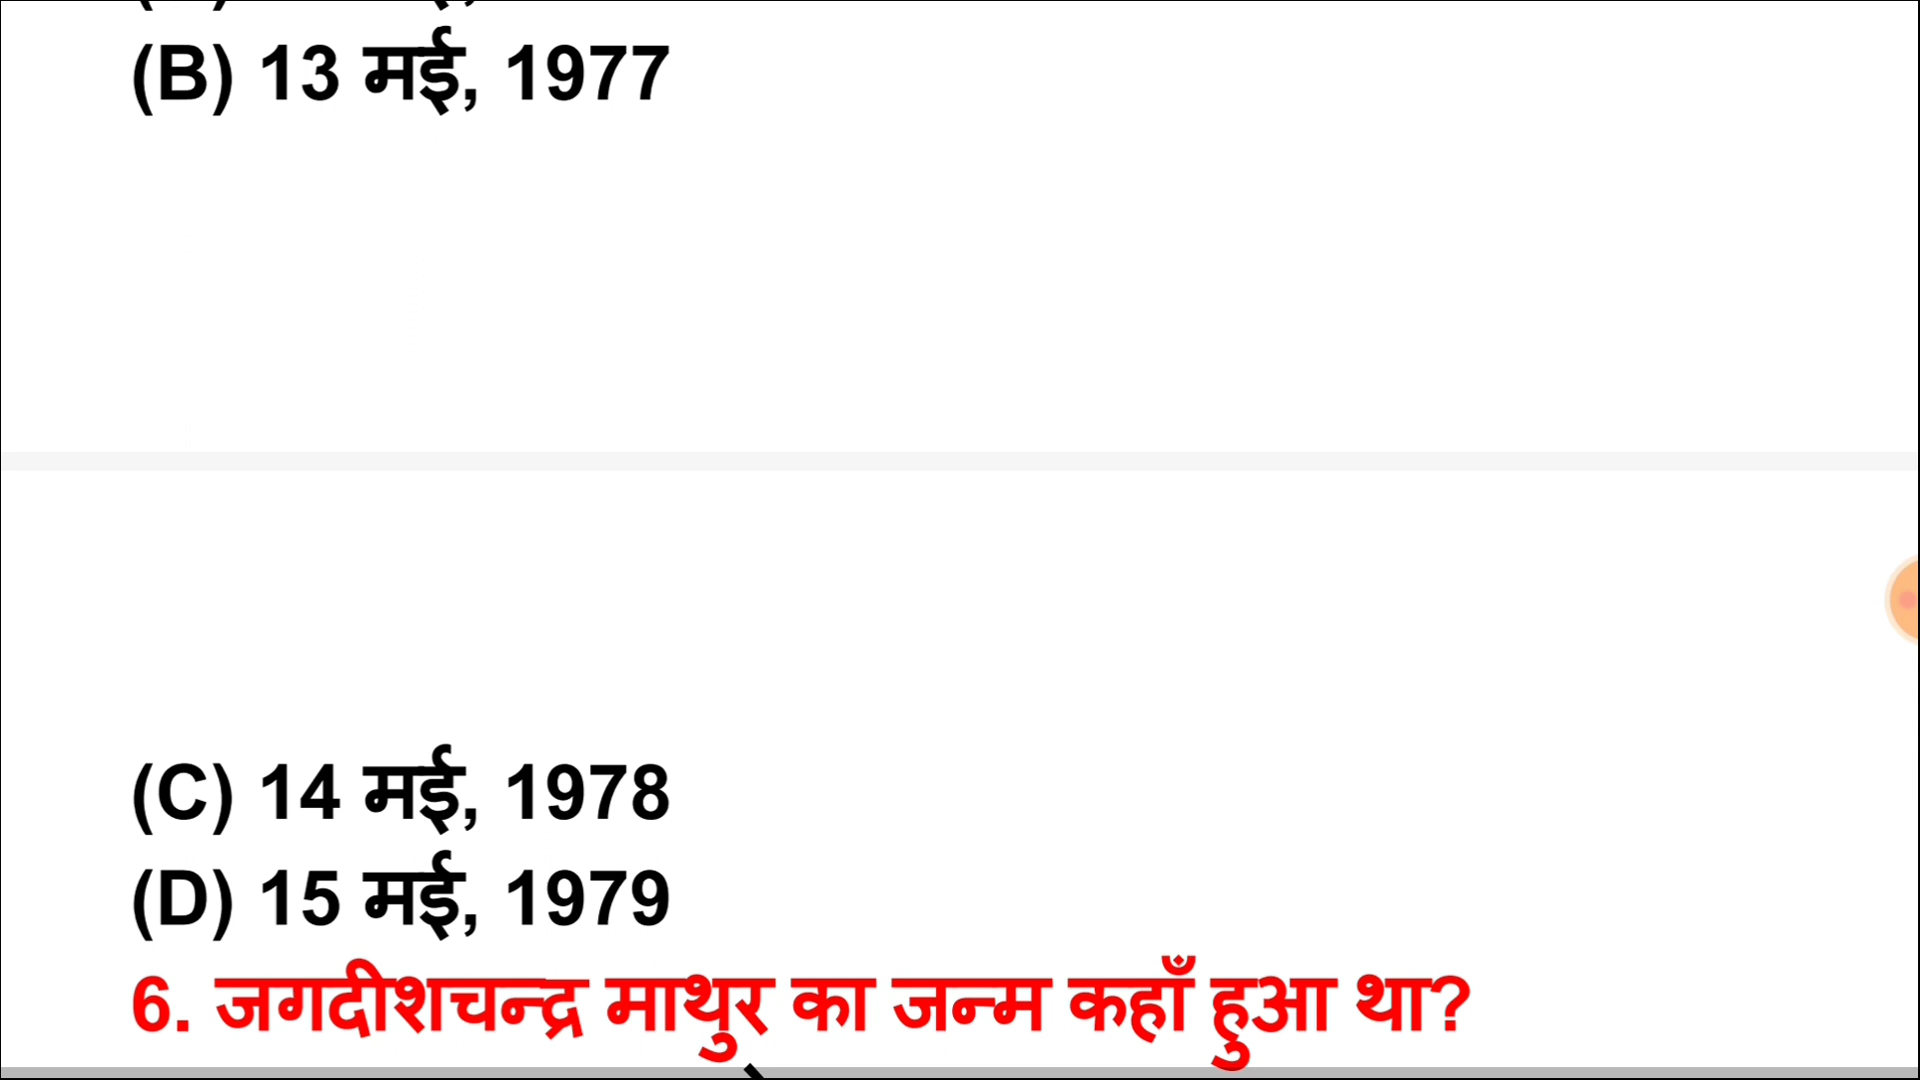 (B) 13 मई, 1977
(C) 14 मई, 1978
(D) 15 मई, 1979
6. जगदीशचन्द्र माथुर का जन्म कहाँ हुआ था?